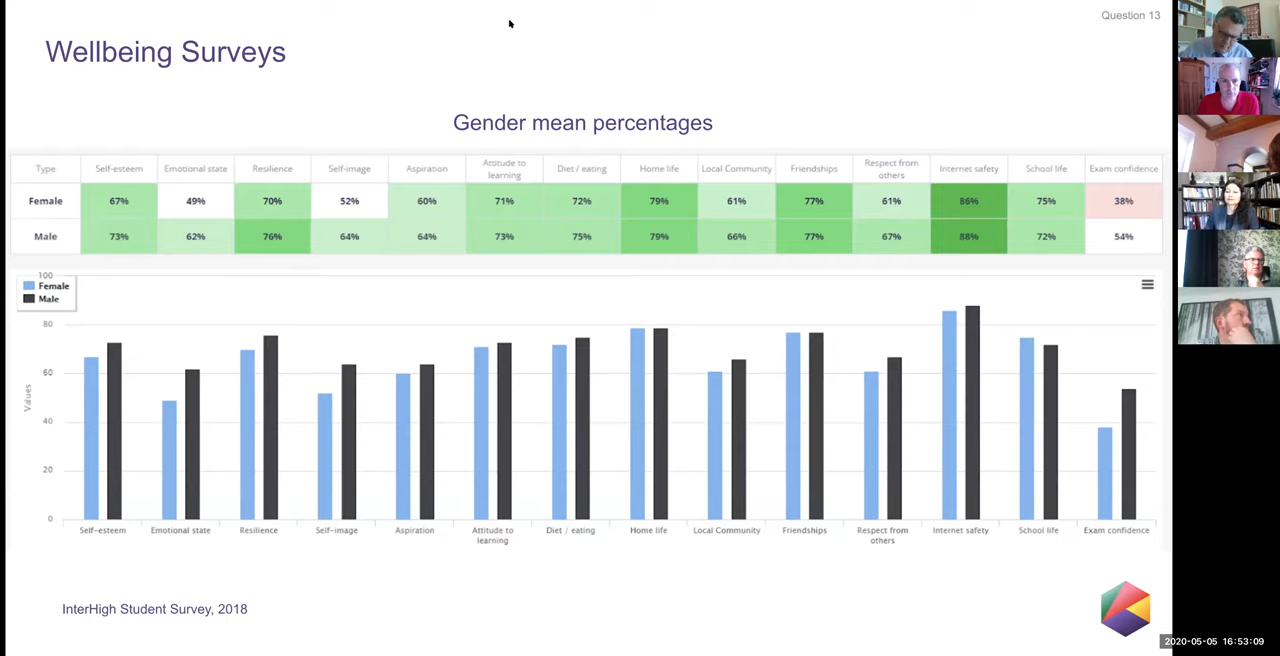 Question 13
Wellbeing Surveys
Gender mean percentages
Type Self-esteem Emotional state Resilience Self-image Aspiration Attitude to learning Diet / eating Home life Local Community Friendships Respect from others Internet safety School life Exam confidence
Female 67% 49% 70% 52% 60% 71% 72% 79% 61% 77% 61% 86% 75% 38%
Male 73% 62% 76% 64% 64% 73% 75% 79% 66% 77% 67% 88% 72% 54%
100
Female
Male
80
60
Values
40
20
0
Self-esteem Emotional state Resilience Self-image Aspiration Attitude to learning Diet / eating Home life Local Community Friendships Respect from others Internet safety School life Exam confidence
InterHigh Student Survey, 2018
2020-05-05 16:53:09